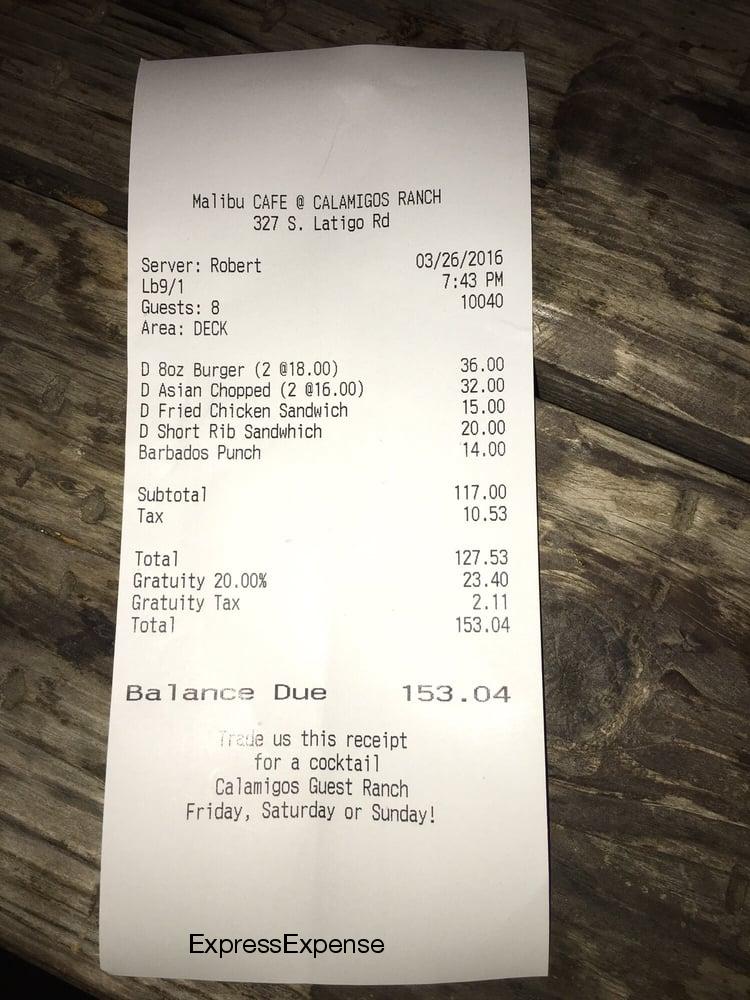 Malibu CAFE @ CALAMIGOS RANCH
327 S. Latigo Rd
Server: Robert 03/26/2016
Lb9/1 7:43 PM
Guests: 8 10040
Area: DECK
D 8oz Burger (2 @18.00) 36.00
D Asian Chopped (2 @16.00) 32.00
D Fried Chicken Sandwich 15.00
D Short Rib Sandwhich 20.00
Barbados Punch 14.00
Subtotal 117.00
Tax 10.53
Total 127.53
Gratuity 20.00% 23.40
Gratuity Tax 2.11
Total 153.04
Balance Due 153.04
Trade us this receipt
for a cocktail
Calamigos Guest Ranch
Friday, Saturday or Sunday!
ExpressExpense